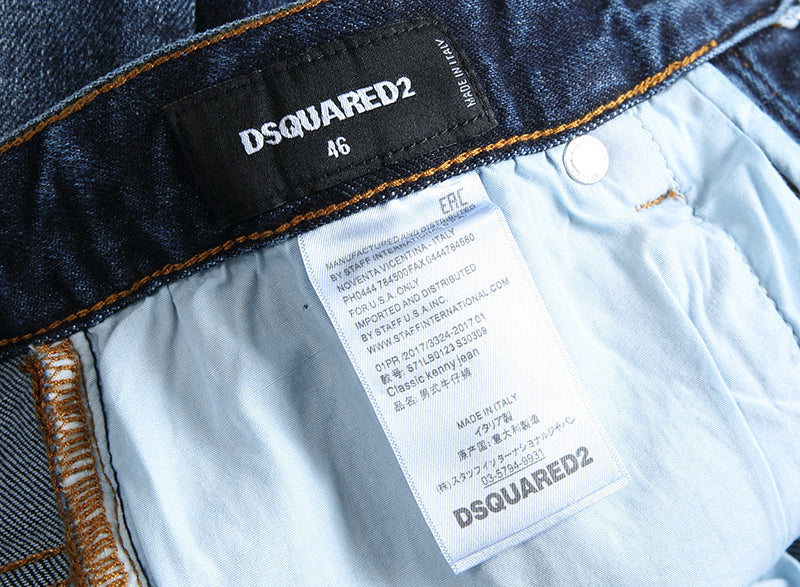 DSQUARED2
46
MADE IN ITALY
EAC
MANUFACTURED AND DISTRIBUTED
BY STAFF INTERNATIONAL
NOVENTA VICENTINA - ITALY
PH0444 784500FAX0444784580
FOR U.S.A. ONLY
IMPORTED AND DISTRIBUTED
BY STAFF U.S.A INC.
WWW.STAFFINTERNATIONAL.COM
01PR /2017/3324-2017 01
款号: S71LB0123 S30309
Classic kenny jean
品名: 男式牛仔裤
MADE IN ITALY
イタリア製
原产国: 意大利製造
(株)スタッフインターナショナルジャパン
03-5794-9931
DSQUARED2